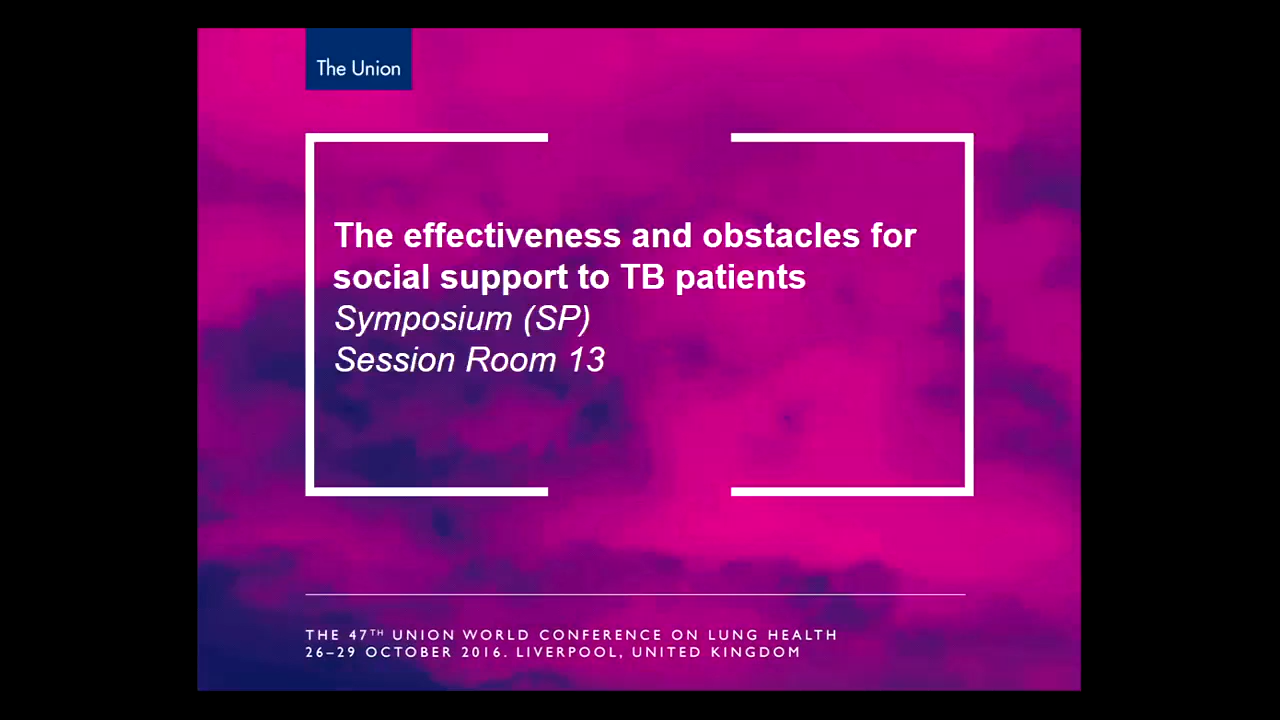 The Union
The effectiveness and obstacles for
social support to TB patients
Symposium (SP)
Session Room 13
THE 47TH UNION WORLD CONFERENCE ON LUNG HEALTH
26–29 OCTOBER 2016. LIVERPOOL, UNITED KINGDOM